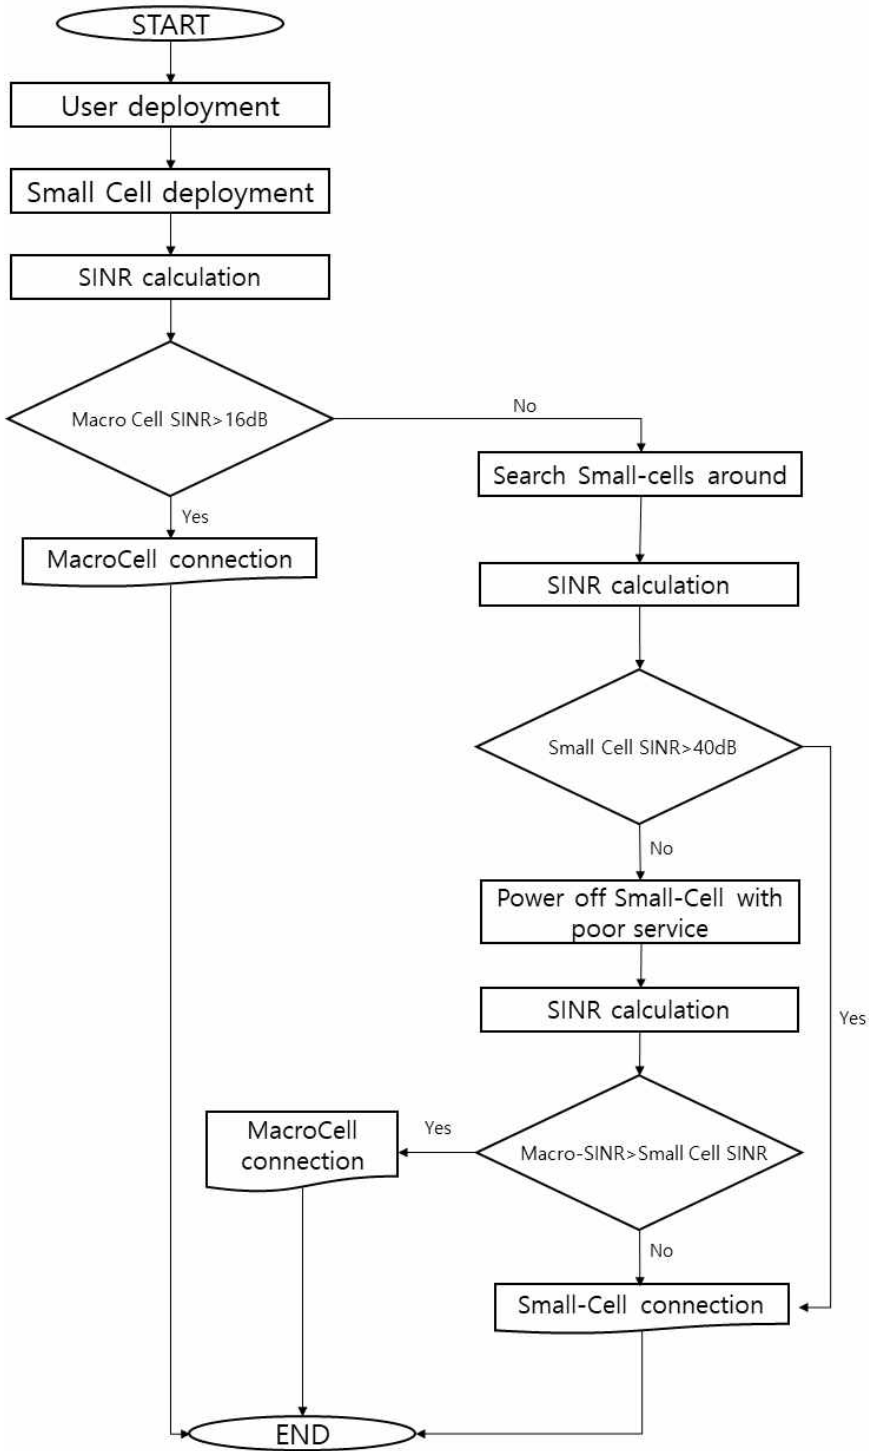 START
User deployment
Small Cell deployment
SINR calculation
Macro Cell SINR>16dB
No
Yes
MacroCell connection
Search Small-cells around
SINR calculation
Small Cell SINR>40dB
No
Yes
Power off Small-Cell with
poor service
SINR calculation
Macro-SINR>Small Cell SINR
Yes
MacroCell
connection
No
Small-Cell connection
END